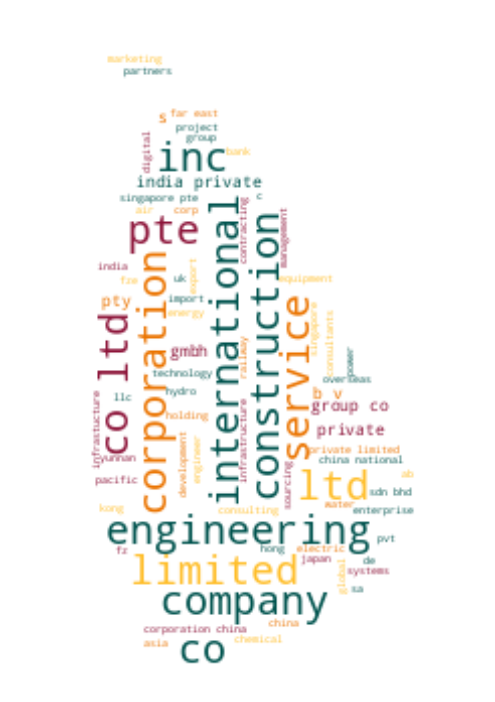 marketing
partners
s far east
project
group
digital
inc
bank
india private
singapore pte
c
air corp
pte
international
contracting
construction
management
india
corporation
uk
export
equipment
fze
pty
import
energy
service
singapore
consultants
co ltd
gmbh
railway
power
technology
overseas
llc
hydro
b v
group co
infrastructure
holding
infrastructure
private
development
engineer
yunnan
private limited
china national
pacific
sourcing
ltd
ab
sdn bhd
kong
consulting
water
enterprise
engineering
pvt
fz
hong
electric
japan
de
limited
global
systems
sa
company
china
corporation china
asia
co
chemical